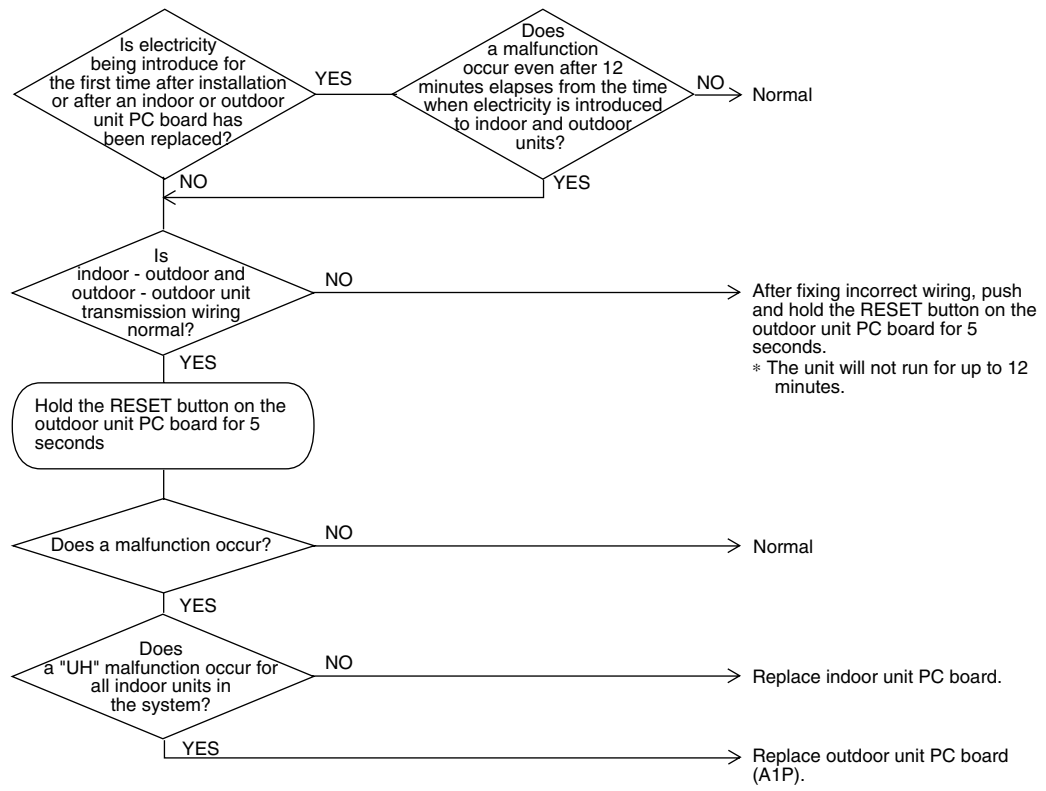 Is electricity
being introduce for
the first time after installation
or after an indoor or outdoor
unit PC board has
been replaced?
YES
Does
a malfunction
occur even after 12
minutes elapses from the time
when electricity is introduced
to indoor and outdoor
units?
NO
Normal
NO
YES
Is
indoor - outdoor and
outdoor - outdoor unit
transmission wiring
normal?
NO
After fixing incorrect wiring, push
and hold the RESET button on the
outdoor unit PC board for 5
seconds.
* The unit will not run for up to 12
minutes.
YES
Hold the RESET button on the
outdoor unit PC board for 5
seconds
Does a malfunction occur?
NO
Normal
YES
Does
a "UH" malfunction occur for
all indoor units in
the system?
NO
Replace indoor unit PC board.
YES
Replace outdoor unit PC board
(A1P).